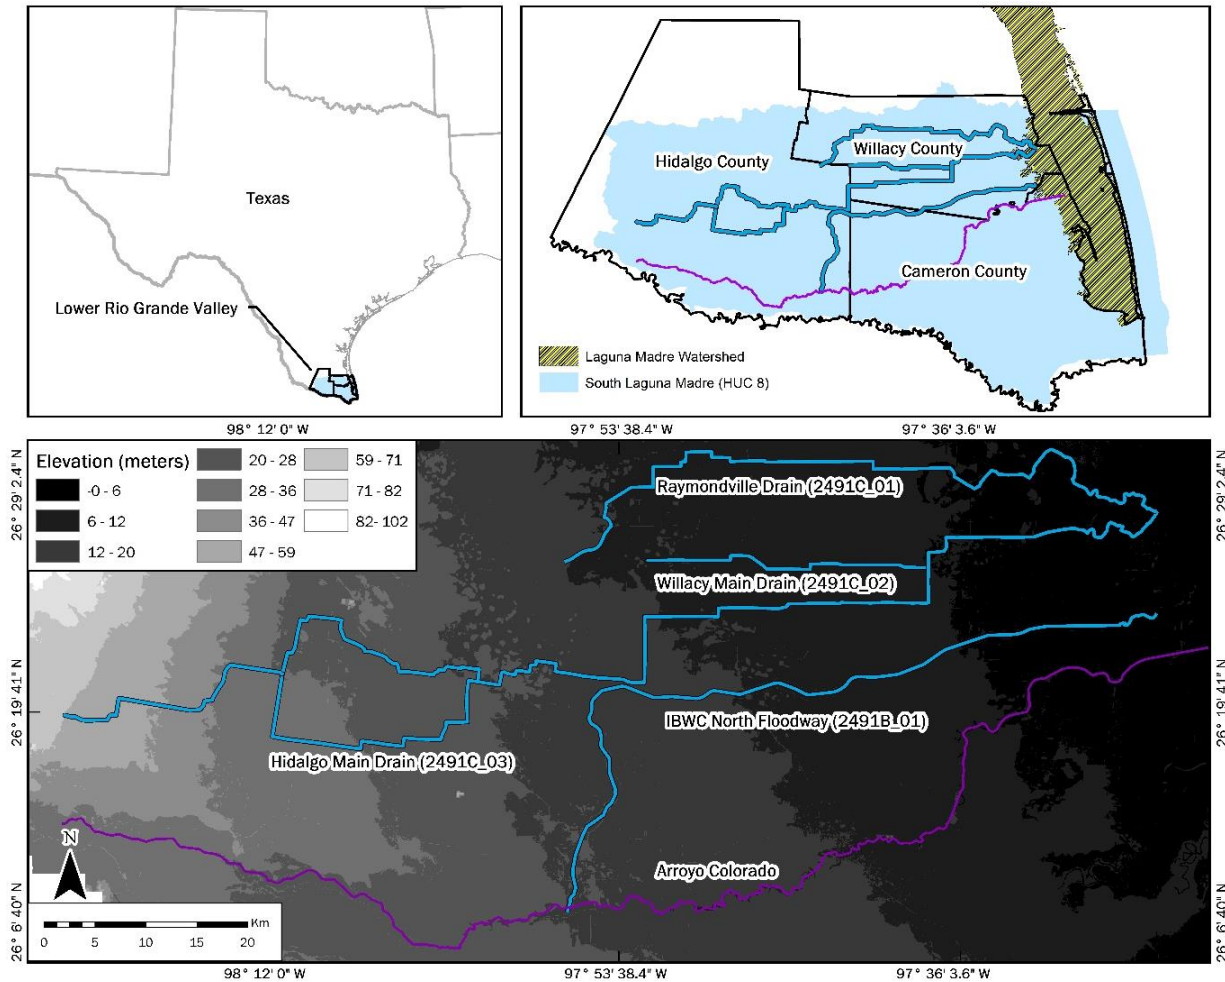 Texas
Lower Rio Grande Valley
Hidalgo County
Willacy County
Cameron County
Laguna Madre Watershed
South Laguna Madre (HUC 8)
98° 12' 0" W
97° 53' 38.4" W
97° 36' 3.6" W
Elevation (meters)
-0 - 6
6 - 12
12 - 20
20 - 28
28 - 36
36 - 47
47 - 59
59 - 71
71 - 82
82 - 102
26° 29' 2.4" N
26° 29' 2.4" N
Raymondville Drain (2491C_01)
Willacy Main Drain (2491C_02)
26° 19' 41" N
26° 19' 41" N
IBWC North Floodway (2491B_01)
Hidalgo Main Drain (2491C_03)
N
Arroyo Colorado
26° 6' 40" N
26° 6' 40" N
Km
0 5 10 15 20
98° 12' 0" W
97° 53' 38.4" W
97° 36' 3.6" W